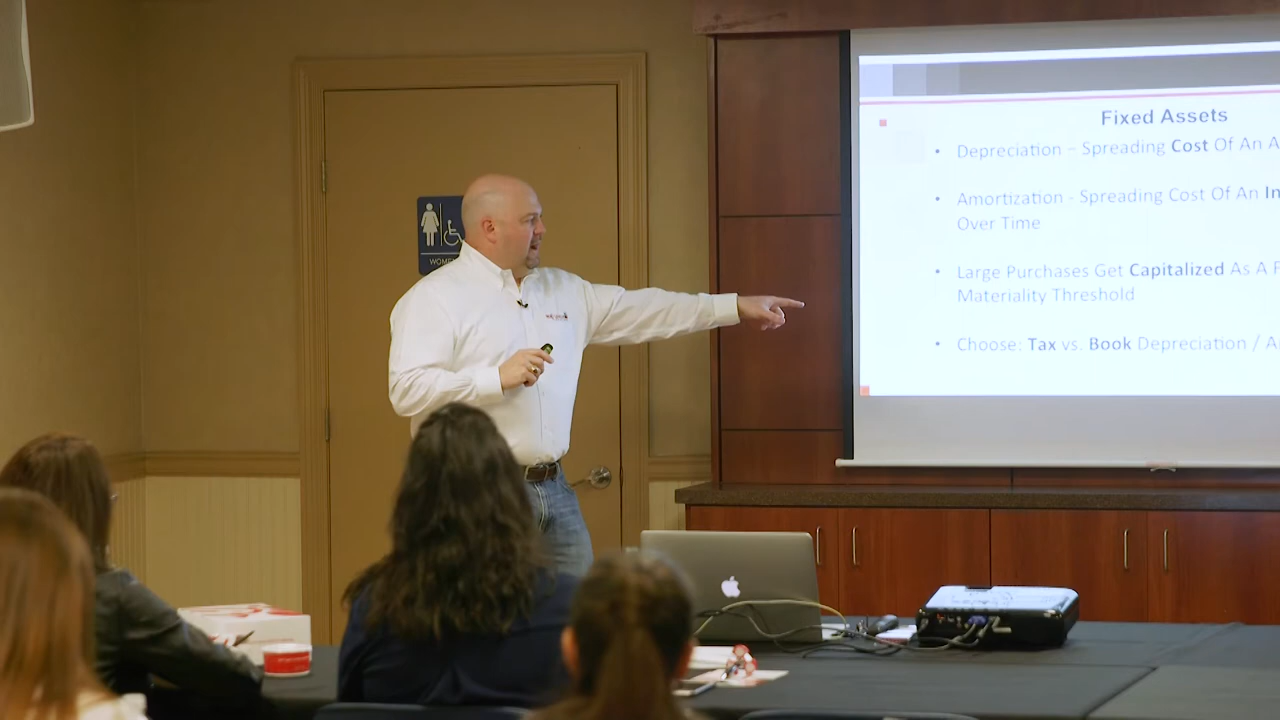 Fixed Assets
• Depreciation – Spreading Cost Of An A
• Amortization - Spreading Cost Of An In
Over Time
• Large Purchases Get Capitalized As A F
Materiality Threshold
• Choose: Tax vs. Book Depreciation / A
WOME